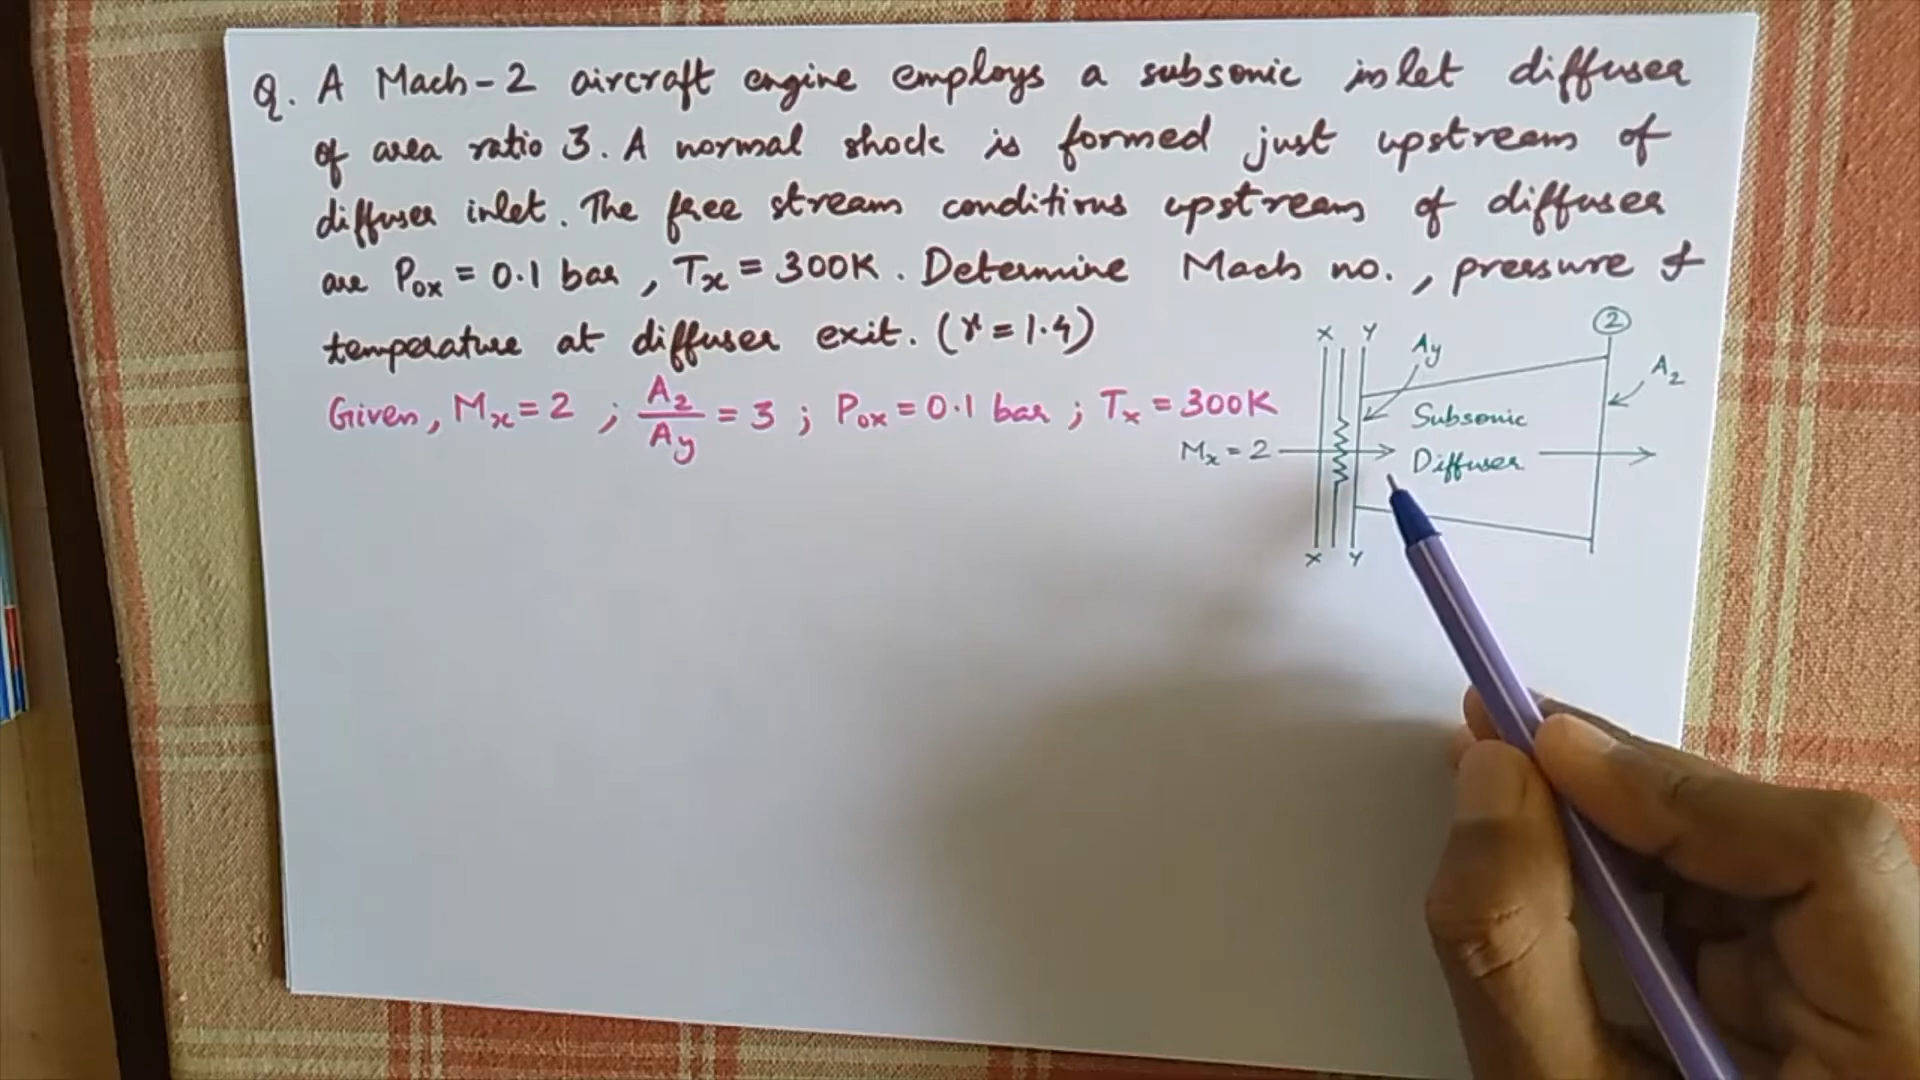 Q. A Mach-2 aircraft engine employs a subsonic inlet diffuser
of area ratio 3. A normal shock is formed just upstream of
diffuser inlet. The free stream conditions upstream of diffuser
are Pox = 0.1 bar, Tx = 300K. Determine Mach no., pressure &
temperature at diffuser exit. (γ = 1.4)
Given, Mx = 2 ; A2/Ay = 3 ; Pox = 0.1 bar ; Tx = 300K
x y
Ay
2
A2
Mx = 2
Subsonic
Diffuser
x y